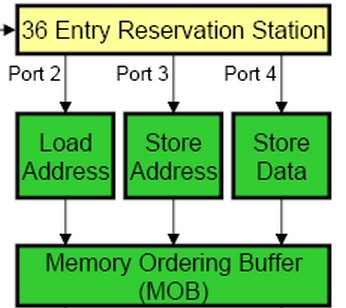 36 Entry Reservation Station
Port 2 Port 3 Port 4
Load Store Store
Address Address Data
Memory Ordering Buffer
(MOB)